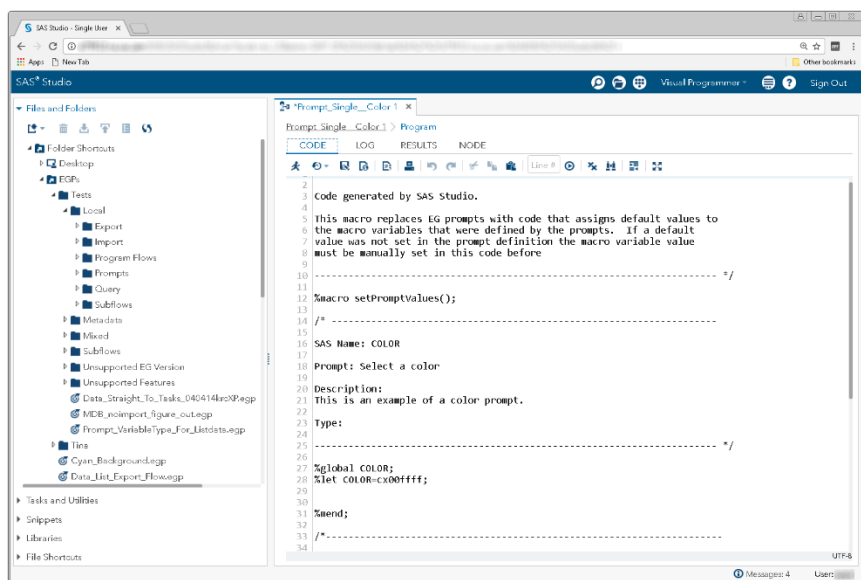 SAS Studio - Single User
Apps
New Tab
Other bookmarks
SAS® Studio
Visual Programmer
Sign Out
Files and Folders
Folder Shortcuts
Desktop
EGPs
Tests
Local
Export
Import
Program Flows
Prompts
Query
Subflows
Metadata
Mixed
Subflows
Unsupported EG Version
Unsupported Features
Data_Straight_To_Tasks_040414krcXP.egp
MDB_noimport_figure_out.egp
Prompt_VariableType_For_Listdata.egp
Tina
Cyan_Background.egp
Data_List_Export_Flow.egp
Tasks and Utilities
Snippets
Libraries
File Shortcuts
*Prompt_Single__Color 1
Prompt_Single__Color 1 > Program
CODE LOG RESULTS NODE
Line #
2
3 Code generated by SAS Studio.
4
5 This macro replaces EG prompts with code that assigns default values to
6 the macro variables that were defined by the prompts.  If a default
7 value was not set in the prompt definition the macro variable value
8 must be manually set in this code before
9
10 ------------------------------------------------------------------- */
11
12 %macro setPromptValues();
13
14 /* ----------------------------------------------------------------
15
16 SAS Name: COLOR
17
18 Prompt: Select a color
19
20 Description:
21 This is an example of a color prompt.
22
23 Type:
24
25 ------------------------------------------------------------------- */
26
27 %global COLOR;
28 %let COLOR=cx00ffff;
29
30
31 %mend;
32
33 /*------------------------------------------------------------------
34
UTF-8
Messages: 4
User: